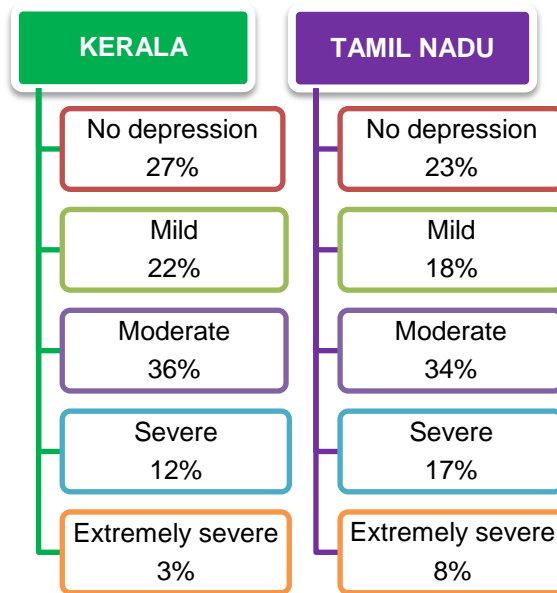 KERALA
No depression
27%
Mild
22%
Moderate
36%
Severe
12%
Extremely severe
3%
TAMIL NADU
No depression
23%
Mild
18%
Moderate
34%
Severe
17%
Extremely severe
8%